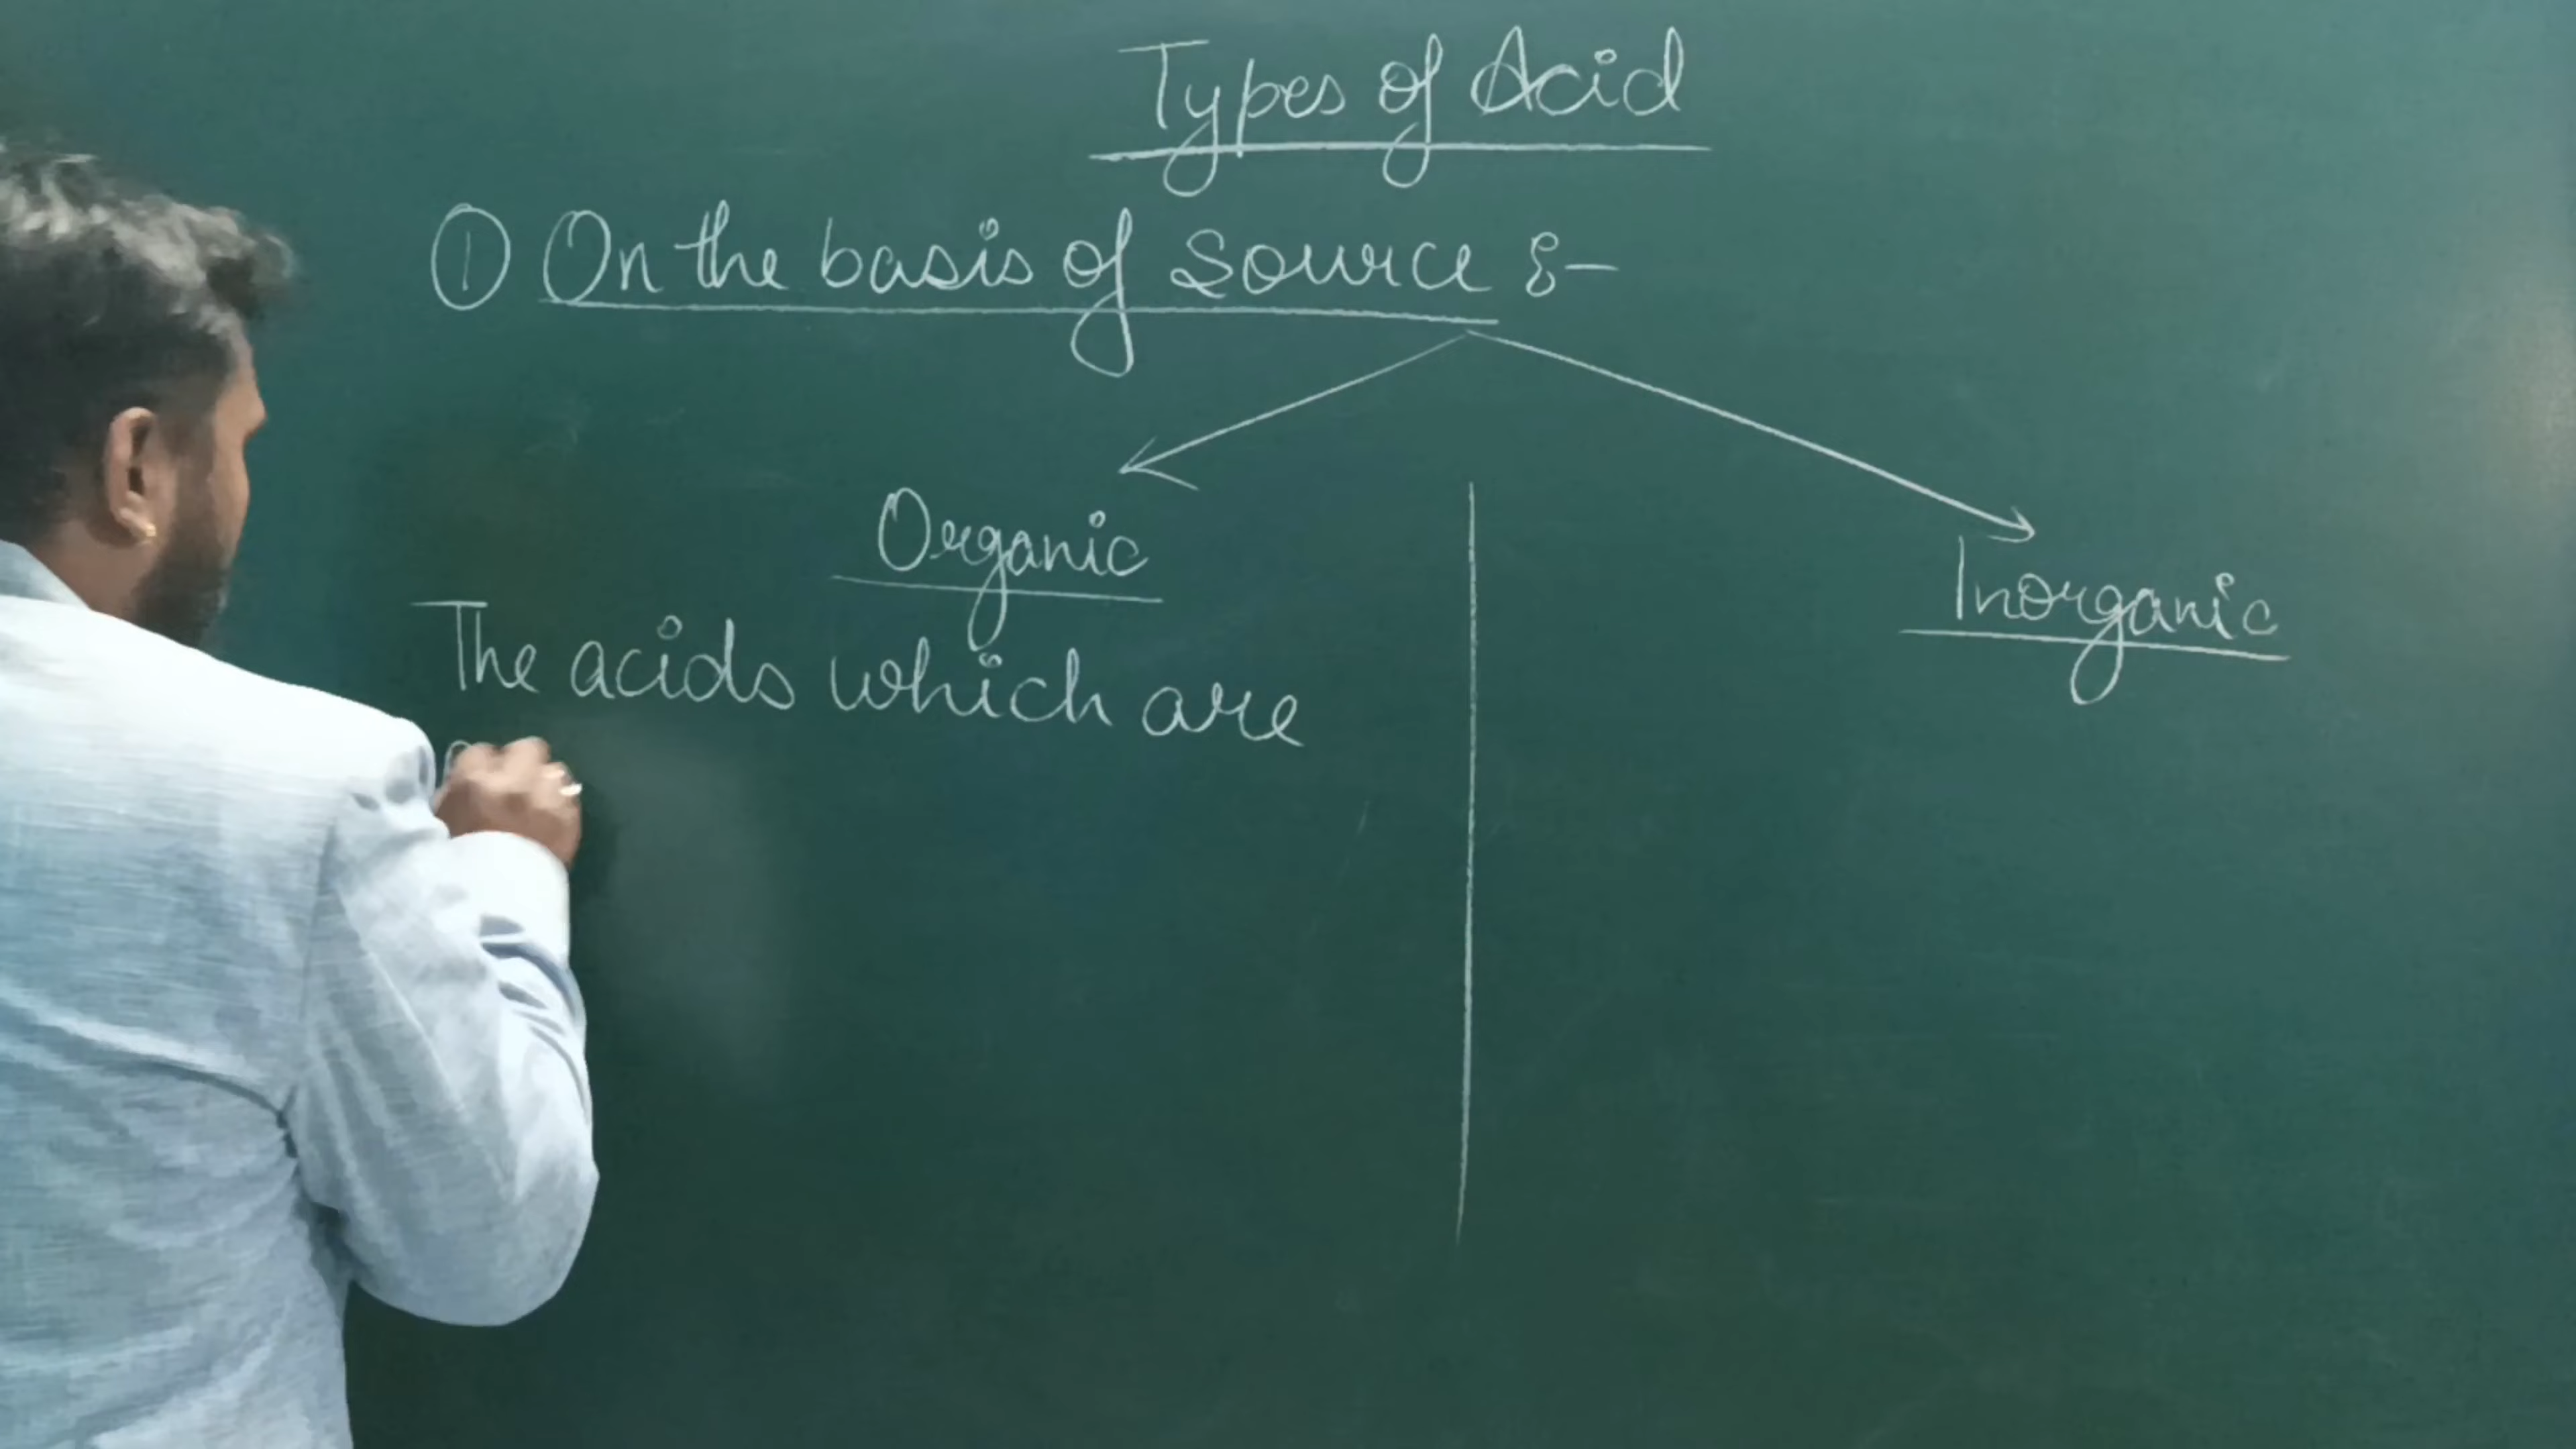 Types of Acid
① On the basis of source :-
Organic
Inorganic
The acids which are